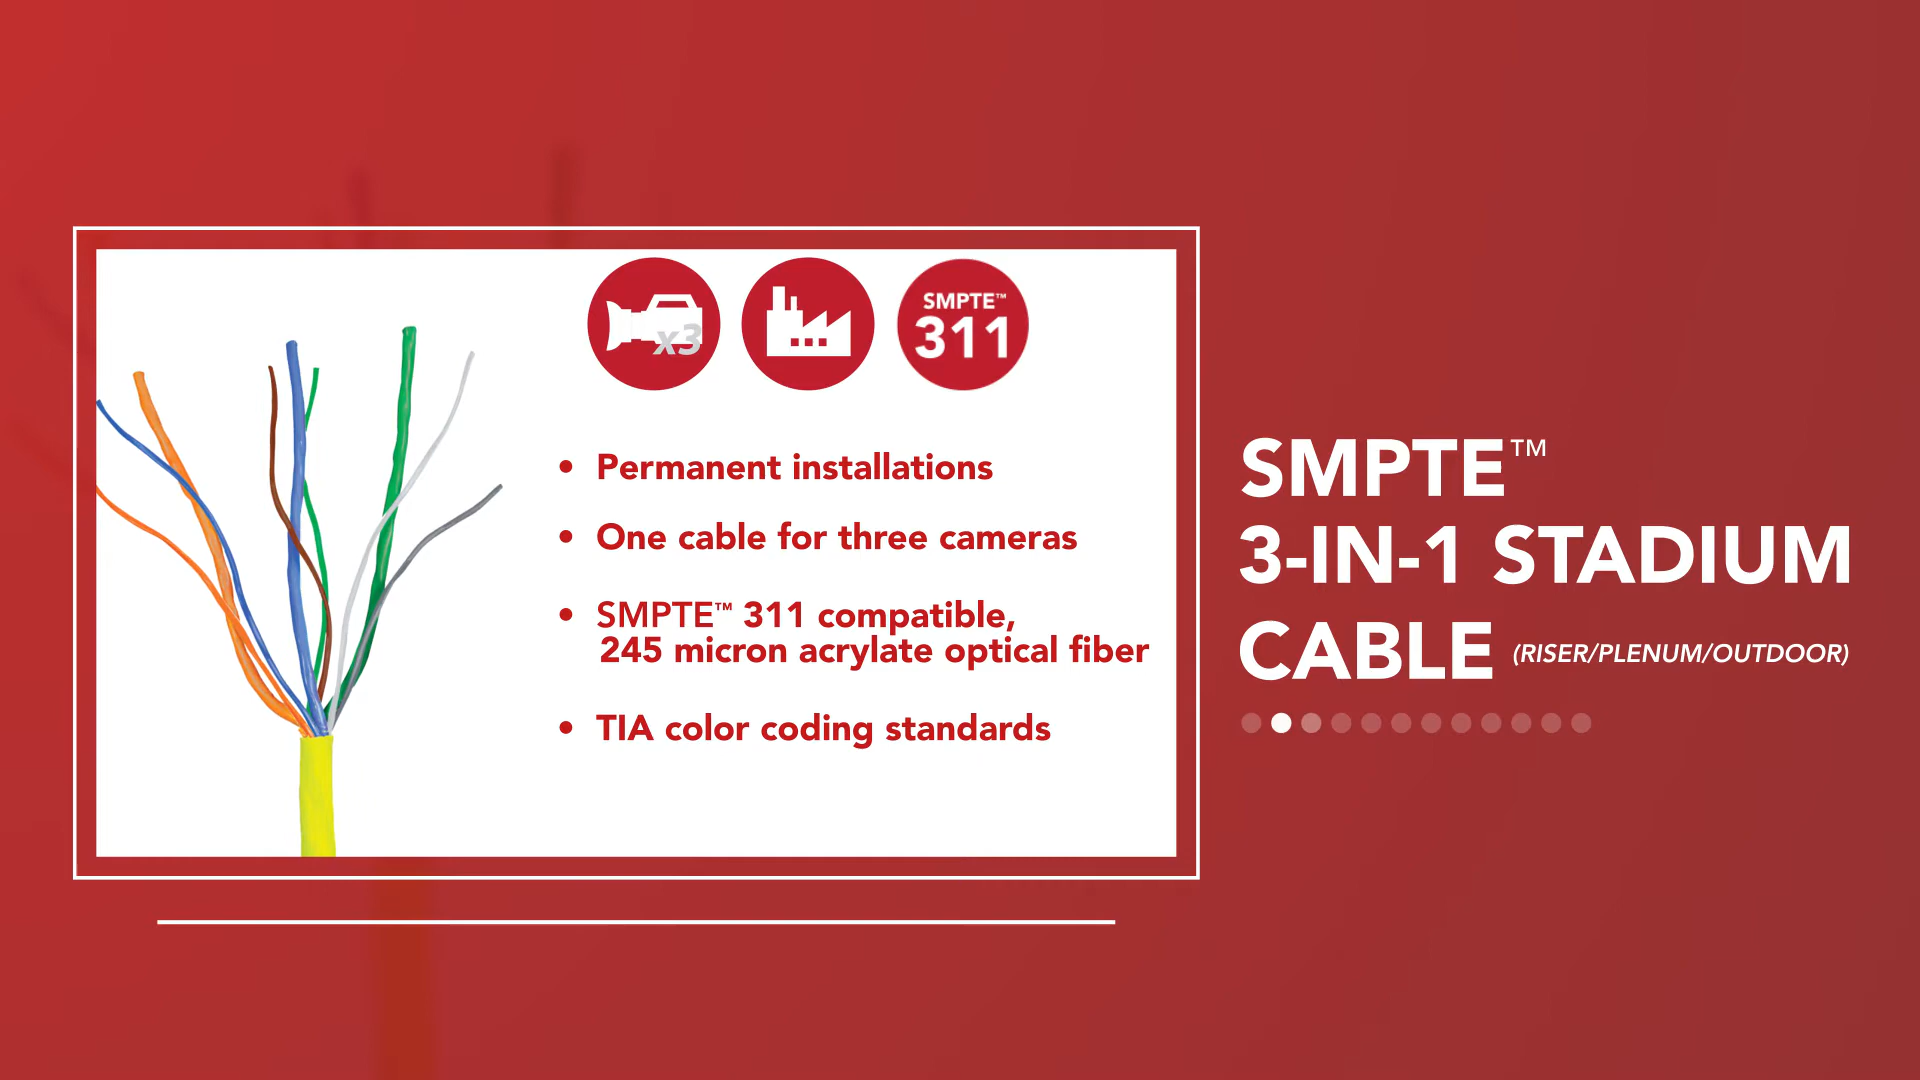 x3
SMPTE™
311
• Permanent installations
• One cable for three cameras
• SMPTE™ 311 compatible,
245 micron acrylate optical fiber
• TIA color coding standards
SMPTE™
3-IN-1 STADIUM
CABLE (RISER/PLENUM/OUTDOOR)